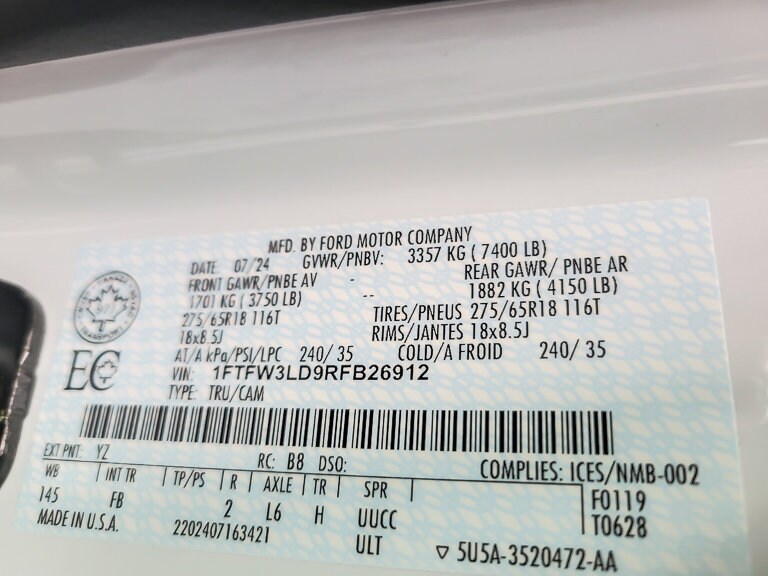 MFD. BY FORD MOTOR COMPANY
DATE: 07/24 GVWR/PNBV: 3357 KG ( 7400 LB)
FRONT GAWR/PNBE AV - REAR GAWR/ PNBE AR
1701 KG ( 3750 LB) -- 1882 KG ( 4150 LB)
275/65R18 116T TIRES/PNEUS 275/65R18 116T
18x8.5J RIMS/JANTES 18x8.5J
AT/A kPa/PSI/LPC 240/ 35 COLD/A FROID 240/ 35
EC
VIN: 1FTFW3LD9RFB26912
TYPE: TRU/CAM
EXT PNT: YZ RC: B8 DSO: COMPLIES: ICES/NMB-002
WB INT TR TP/PS R AXLE TR SPR F0119
145 FB 2 L6 H UUCC T0628
MADE IN U.S.A. 2202407163421 ULT 5U5A-3520472-AA